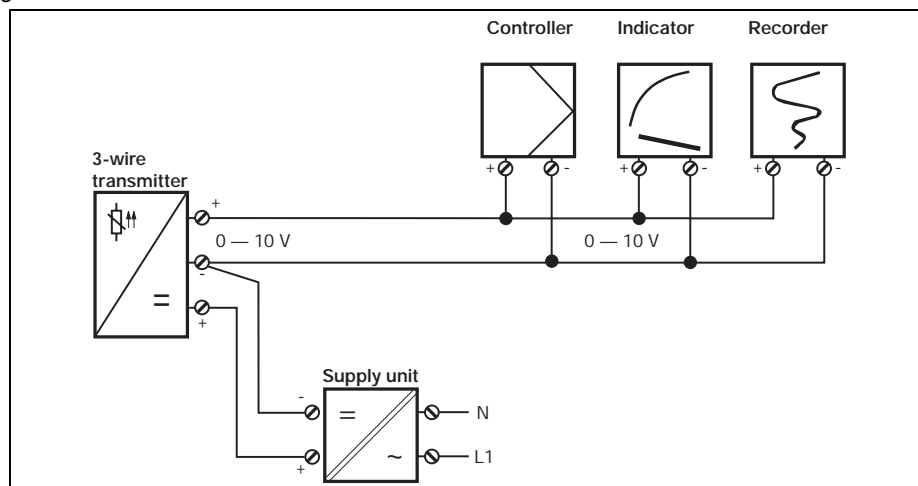 Controller Indicator Recorder
+ - + - + -
3-wire
transmitter
+
0 — 10 V 0 — 10 V
-
+
Supply unit
- = N
+ ~ L1
=